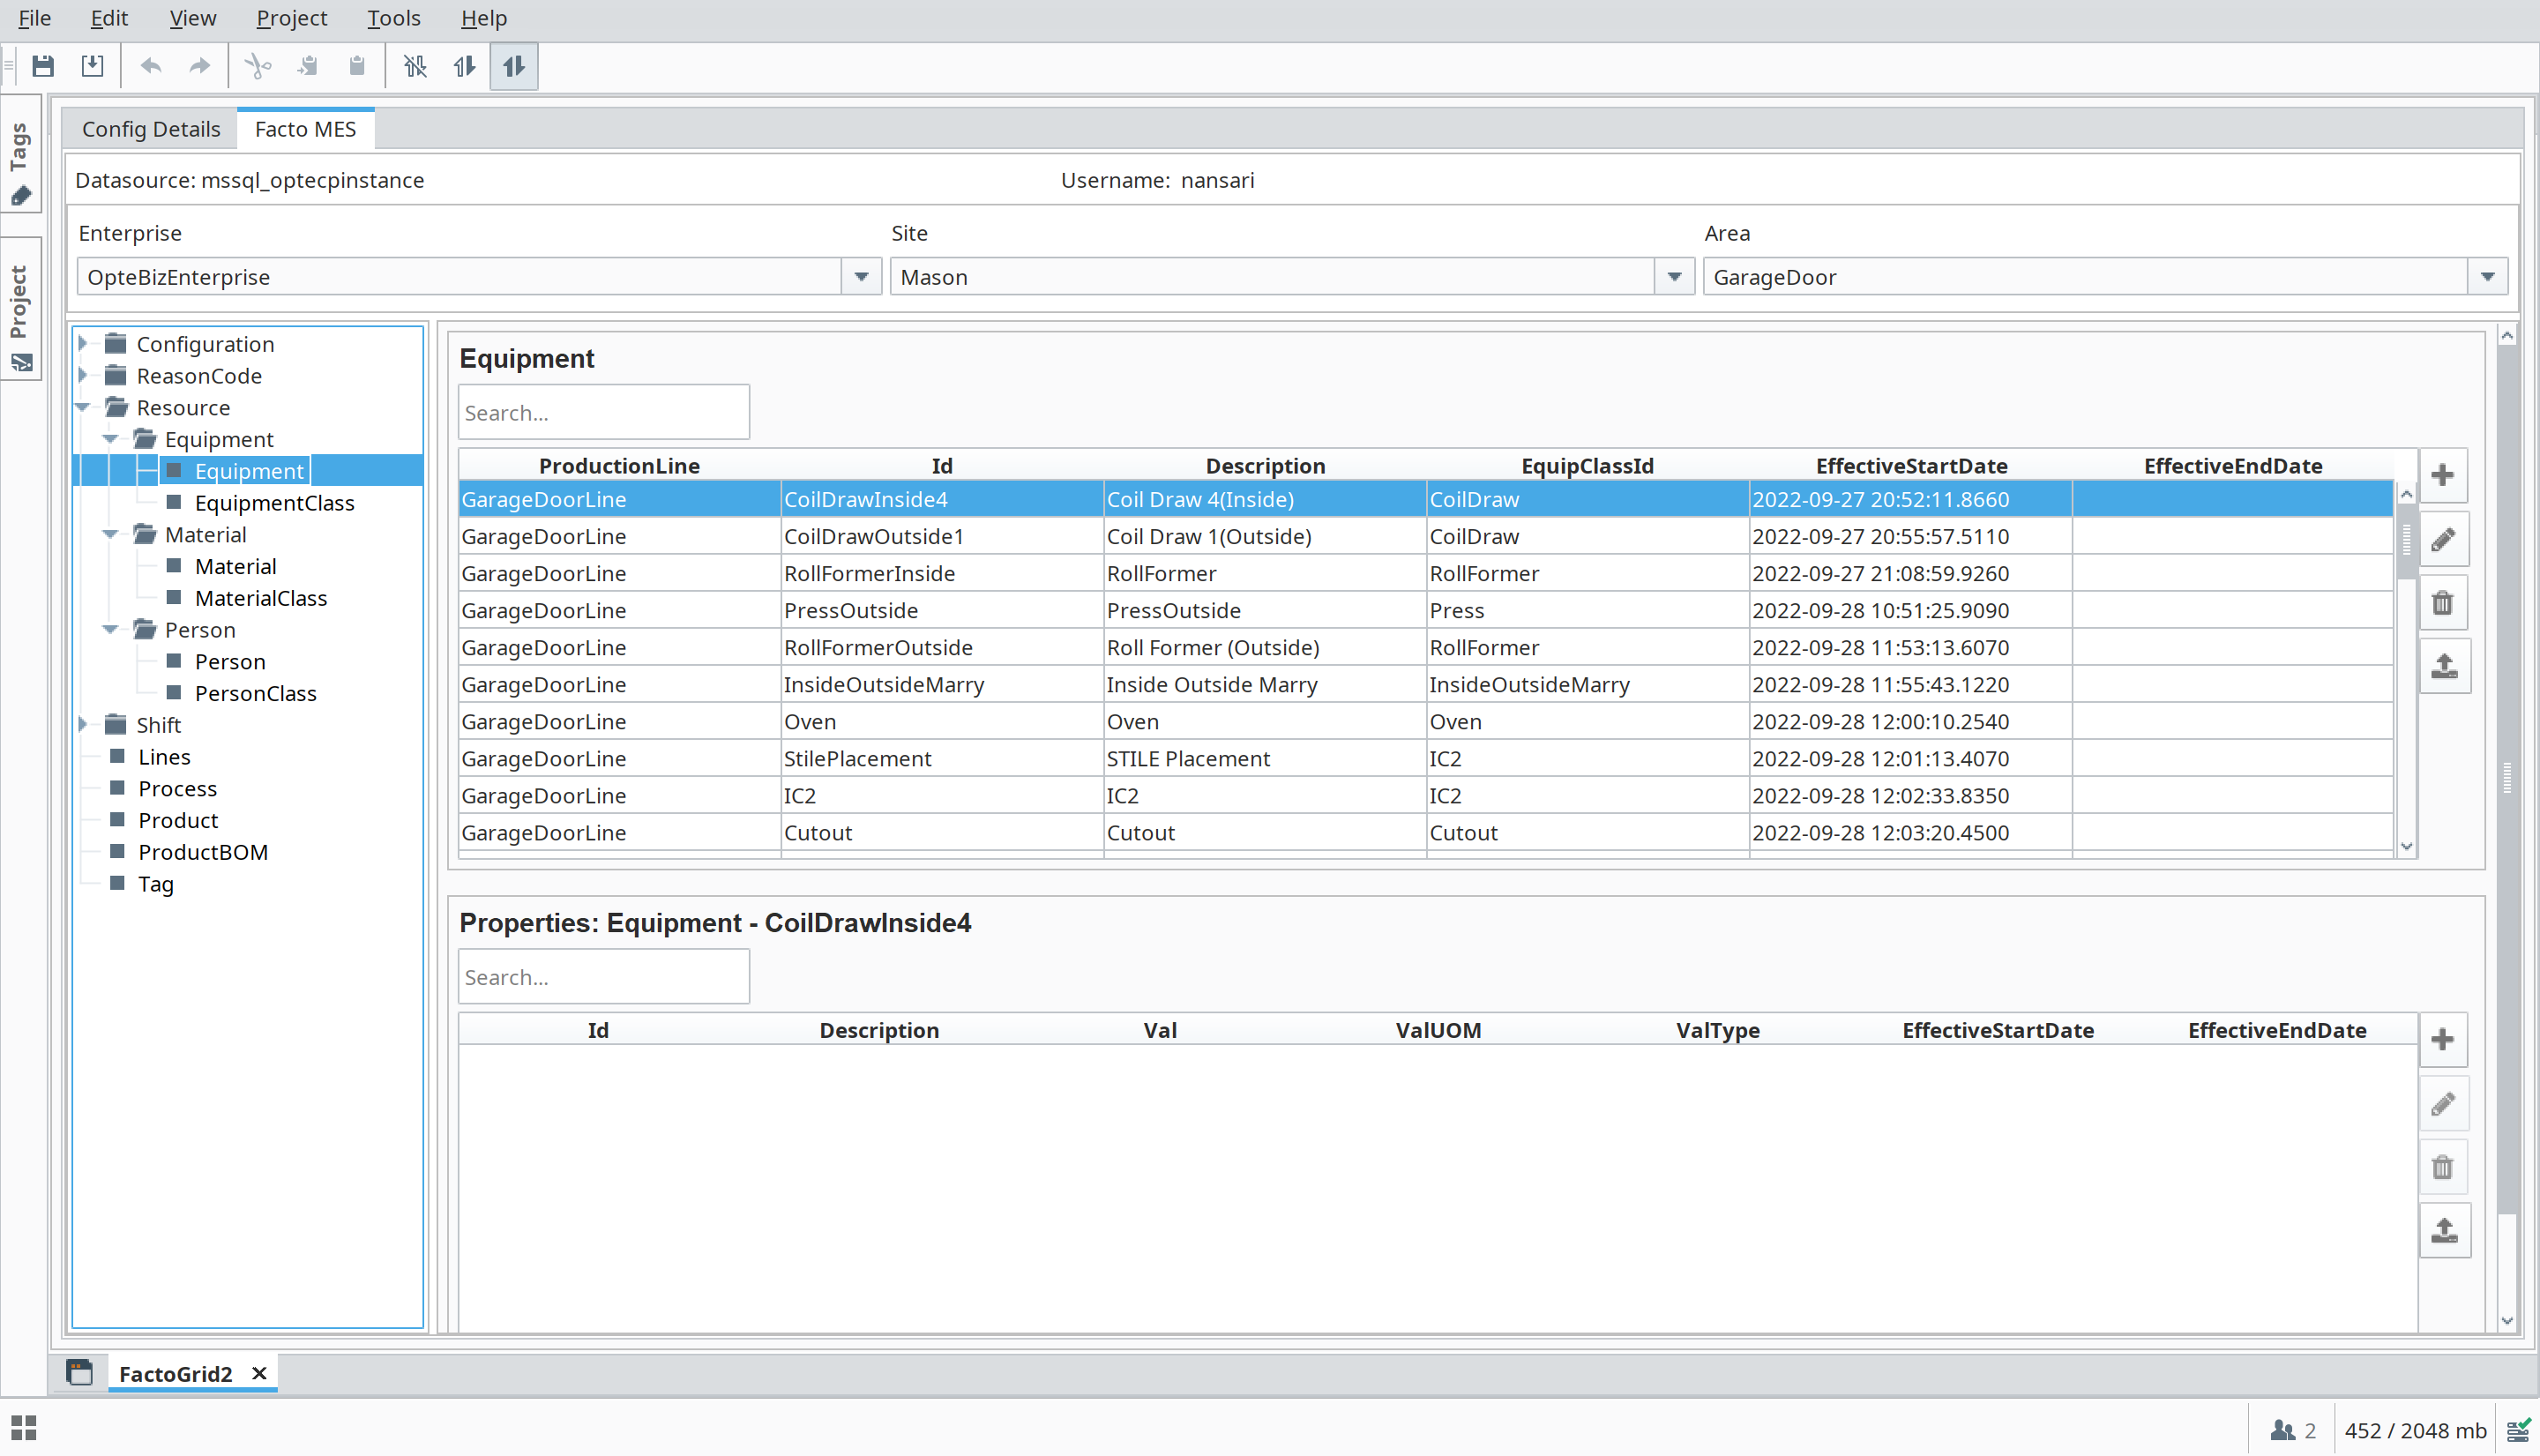 File Edit View Project Tools Help
Tags
Project
Config Details Facto MES
Datasource: mssql_optecpinstance Username: nansari
Enterprise Site Area
OpteBizEnterprise Mason GarageDoor
Configuration
ReasonCode
Resource
Equipment
Equipment
EquipmentClass
Material
Material
MaterialClass
Person
Person
PersonClass
Shift
Lines
Process
Product
ProductBOM
Tag
Equipment
Search...
ProductionLine Id Description EquipClassId EffectiveStartDate EffectiveEndDate
GarageDoorLine CoilDrawInside4 Coil Draw 4(Inside) CoilDraw 2022-09-27 20:52:11.8660
GarageDoorLine CoilDrawOutside1 Coil Draw 1(Outside) CoilDraw 2022-09-27 20:55:57.5110
GarageDoorLine RollFormerInside RollFormer RollFormer 2022-09-27 21:08:59.9260
GarageDoorLine PressOutside PressOutside Press 2022-09-28 10:51:25.9090
GarageDoorLine RollFormerOutside Roll Former (Outside) RollFormer 2022-09-28 11:53:13.6070
GarageDoorLine InsideOutsideMarry Inside Outside Marry InsideOutsideMarry 2022-09-28 11:55:43.1220
GarageDoorLine Oven Oven Oven 2022-09-28 12:00:10.2540
GarageDoorLine StilePlacement STILE Placement IC2 2022-09-28 12:01:13.4070
GarageDoorLine IC2 IC2 IC2 2022-09-28 12:02:33.8350
GarageDoorLine Cutout Cutout Cutout 2022-09-28 12:03:20.4500
Properties: Equipment - CoilDrawInside4
Search...
Id Description Val ValUOM ValType EffectiveStartDate EffectiveEndDate
FactoGrid2
2 452 / 2048 mb